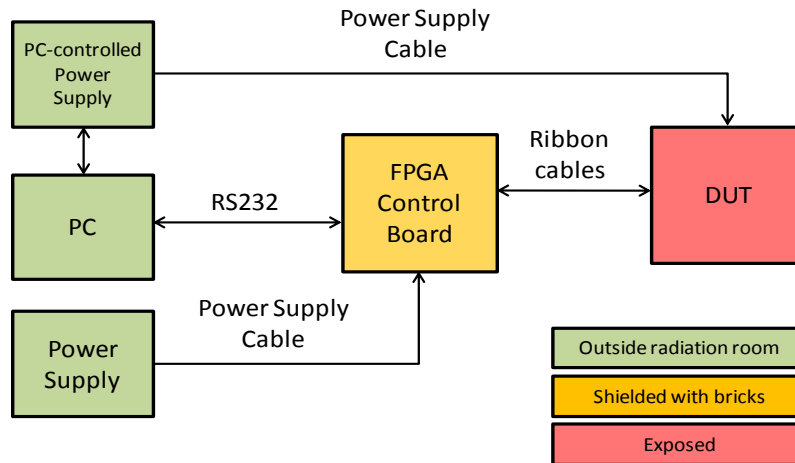 Power Supply
Cable
PC-controlled
Power
Supply
Ribbon
cables
FPGA
Control
Board
DUT
RS232
PC
Power Supply
Cable
Power
Supply
Outside radiation room
Shielded with bricks
Exposed